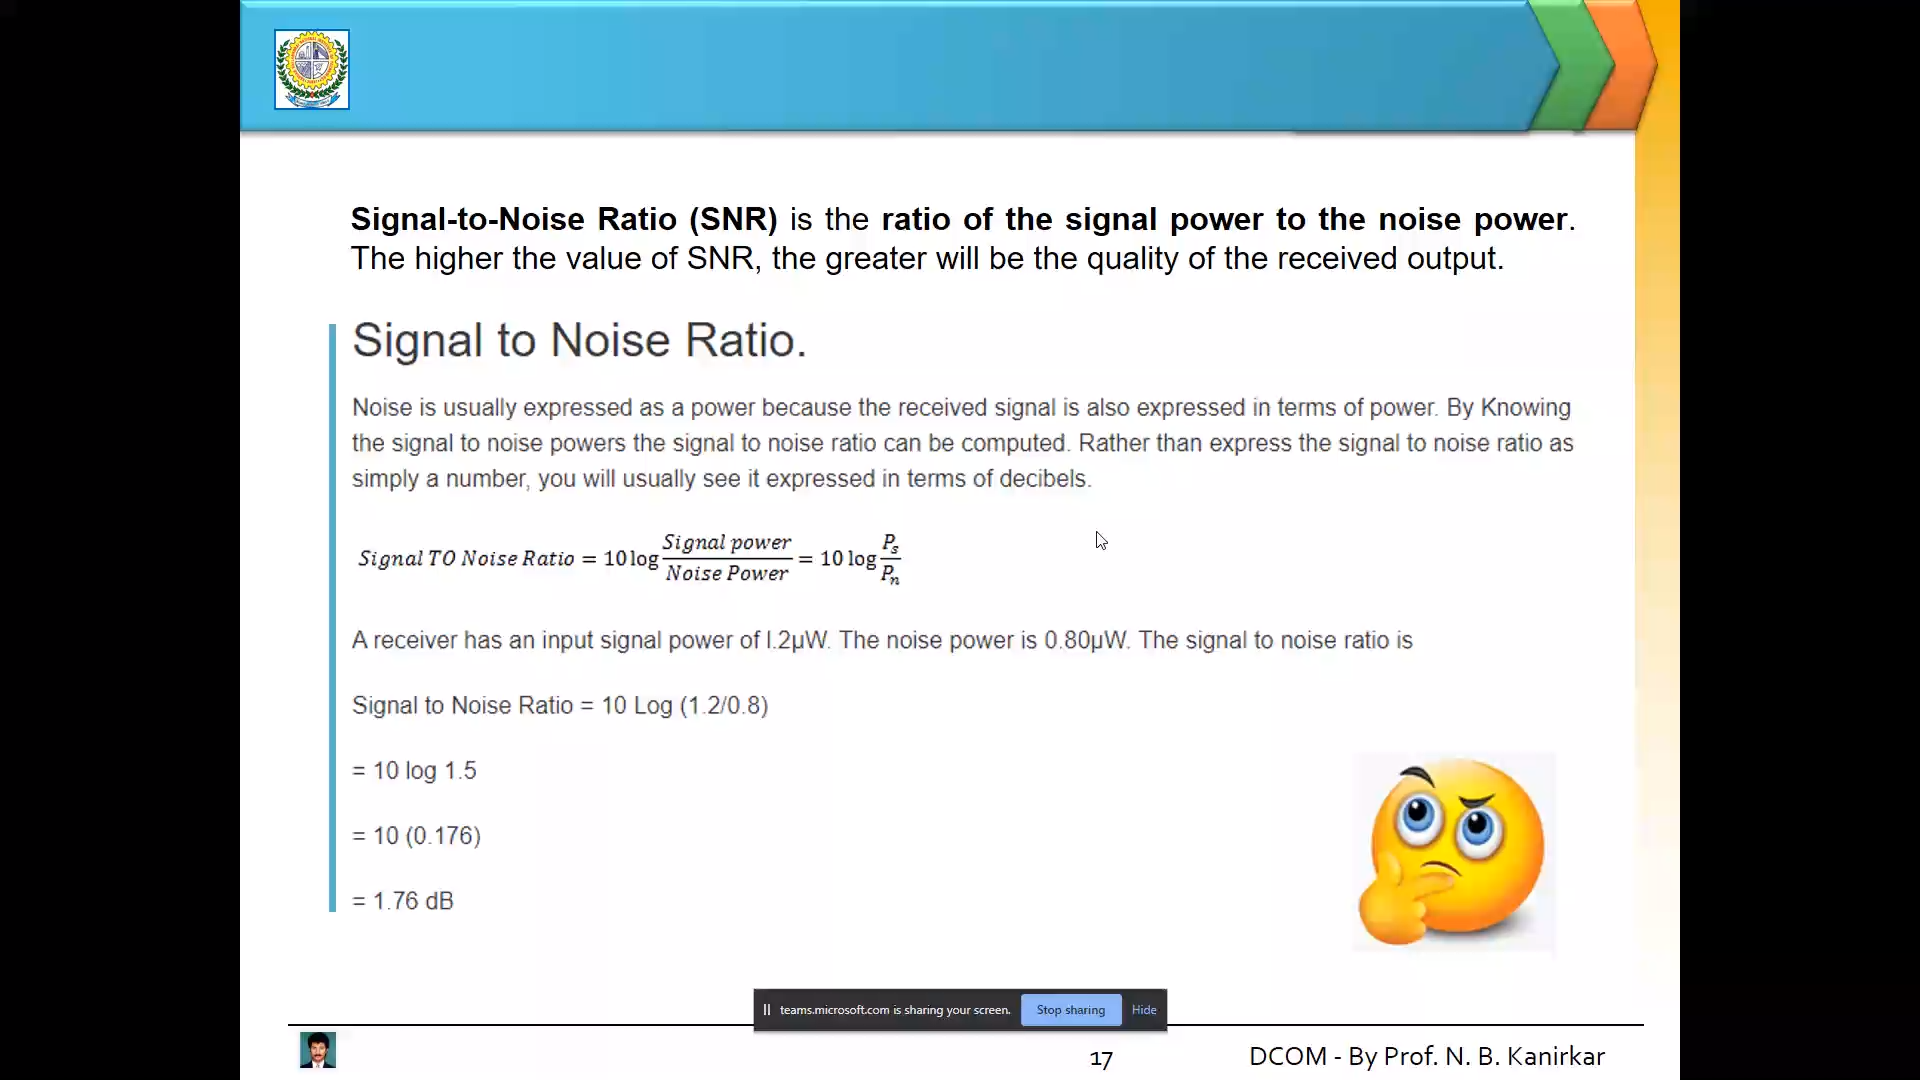 Signal-to-Noise Ratio (SNR) is the ratio of the signal power to the noise power.
The higher the value of SNR, the greater will be the quality of the received output.
Signal to Noise Ratio.
Noise is usually expressed as a power because the received signal is also expressed in terms of power. By Knowing
the signal to noise powers the signal to noise ratio can be computed. Rather than express the signal to noise ratio as
simply a number, you will usually see it expressed in terms of decibels.
Signal TO Noise Ratio = 10 log Signal power / Noise Power = 10 log Ps / Pn
A receiver has an input signal power of l.2μW. The noise power is 0.80μW. The signal to noise ratio is
Signal to Noise Ratio = 10 Log (1.2/0.8)
= 10 log 1.5
= 10 (0.176)
= 1.76 dB
teams.microsoft.com is sharing your screen. Stop sharing Hide
17 DCOM - By Prof. N. B. Kanirkar